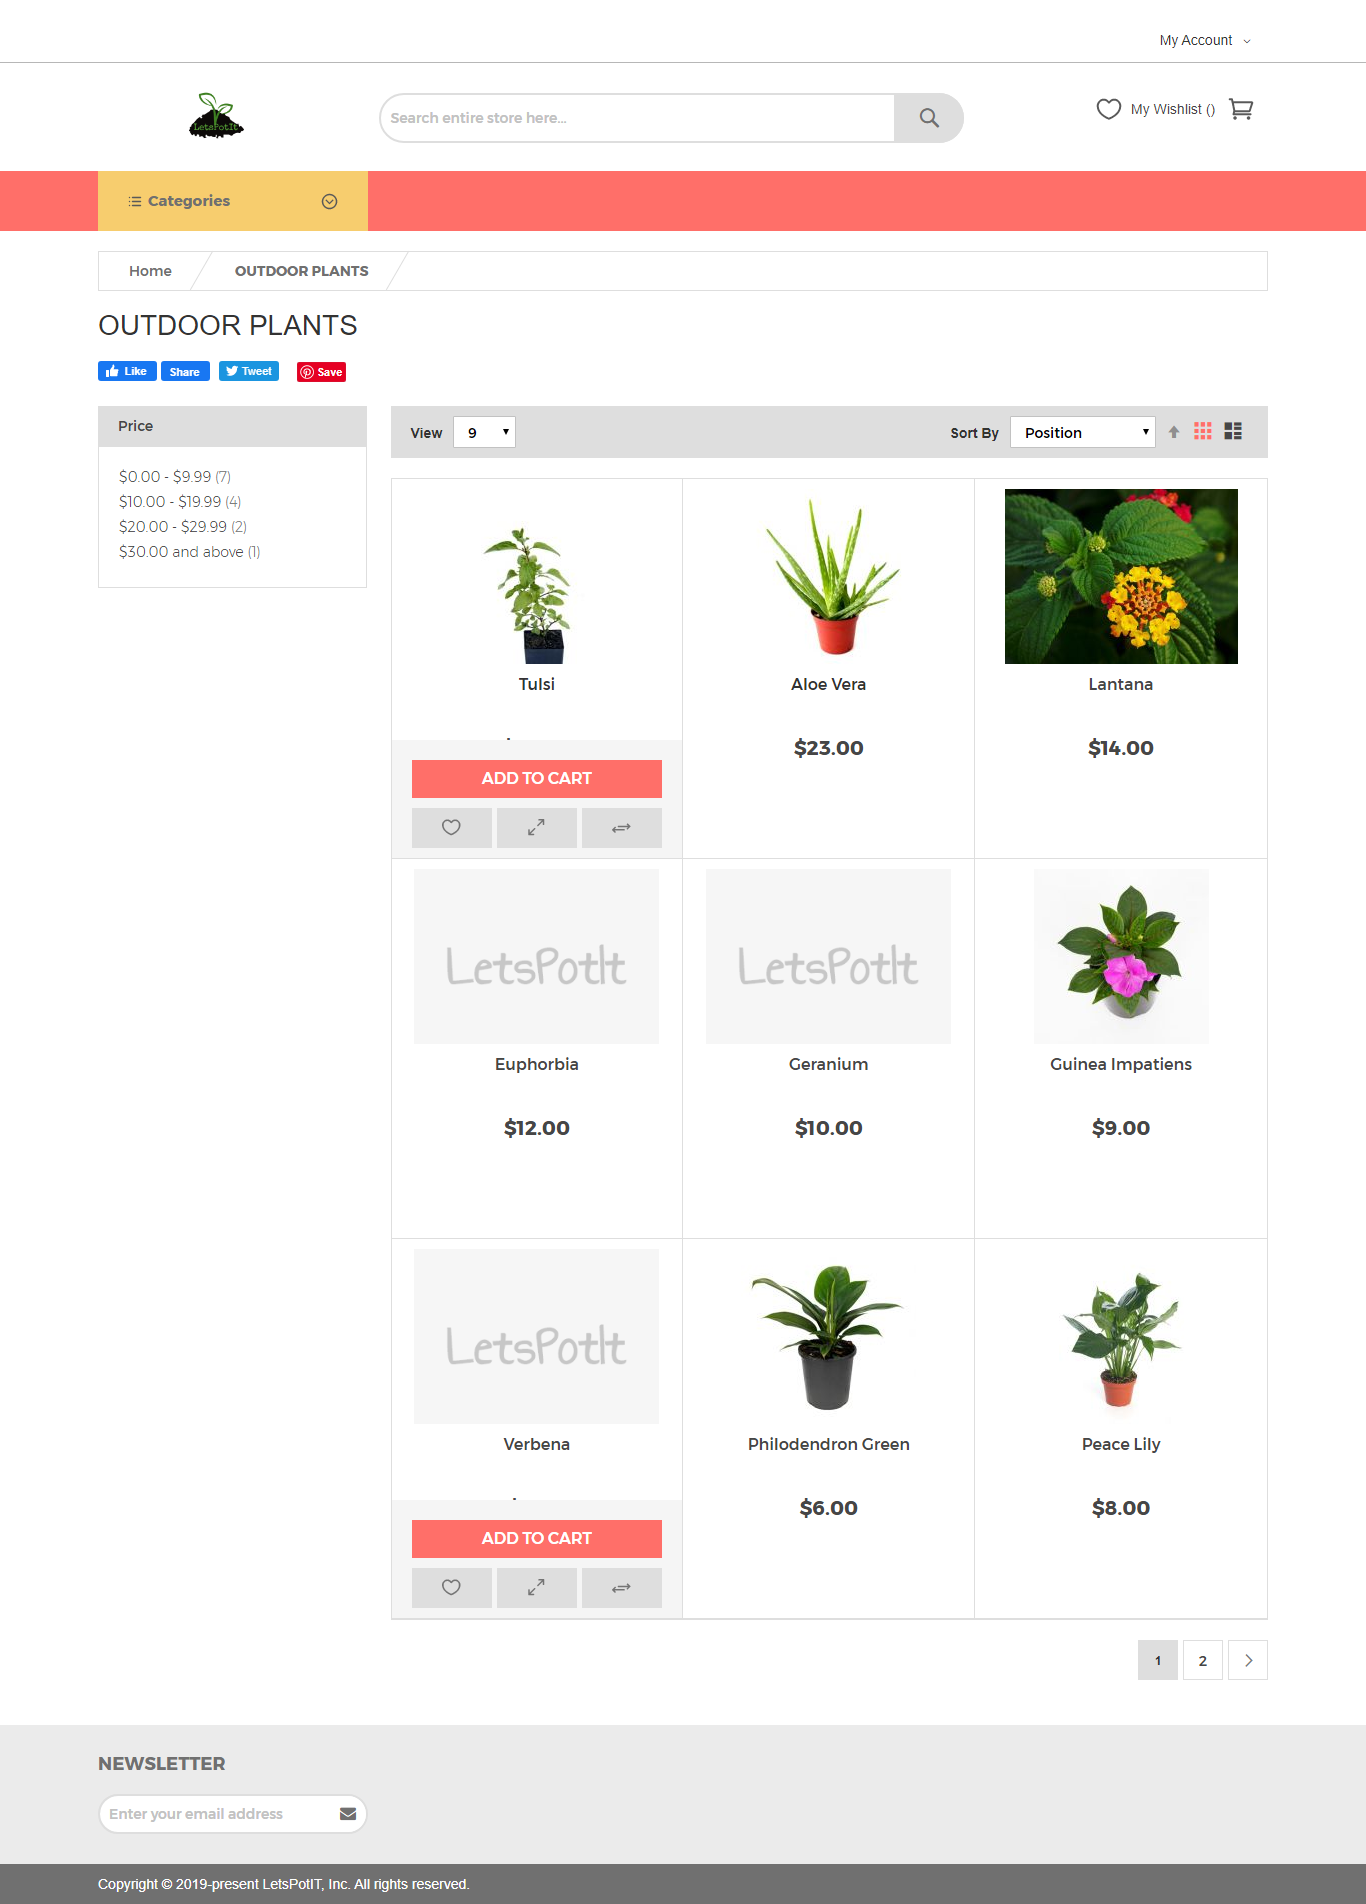 My Account
LetsPotIt
Search entire store here...
My Wishlist ()
Categories
Home
OUTDOOR PLANTS
OUTDOOR PLANTS
Like
Share
Tweet
Save
Price
$0.00 - $9.99 (7)
$10.00 - $19.99 (4)
$20.00 - $29.99 (2)
$30.00 and above (1)
View
9
Sort By
Position
Tulsi
Aloe Vera
Lantana
$23.00
$14.00
ADD TO CART
LetsPotIt
LetsPotIt
Euphorbia
Geranium
Guinea Impatiens
$12.00
$10.00
$9.00
LetsPotIt
Verbena
Philodendron Green
Peace Lily
$6.00
$8.00
ADD TO CART
1
2
NEWSLETTER
Enter your email address
Copyright © 2019-present LetsPotIT, Inc. All rights reserved.